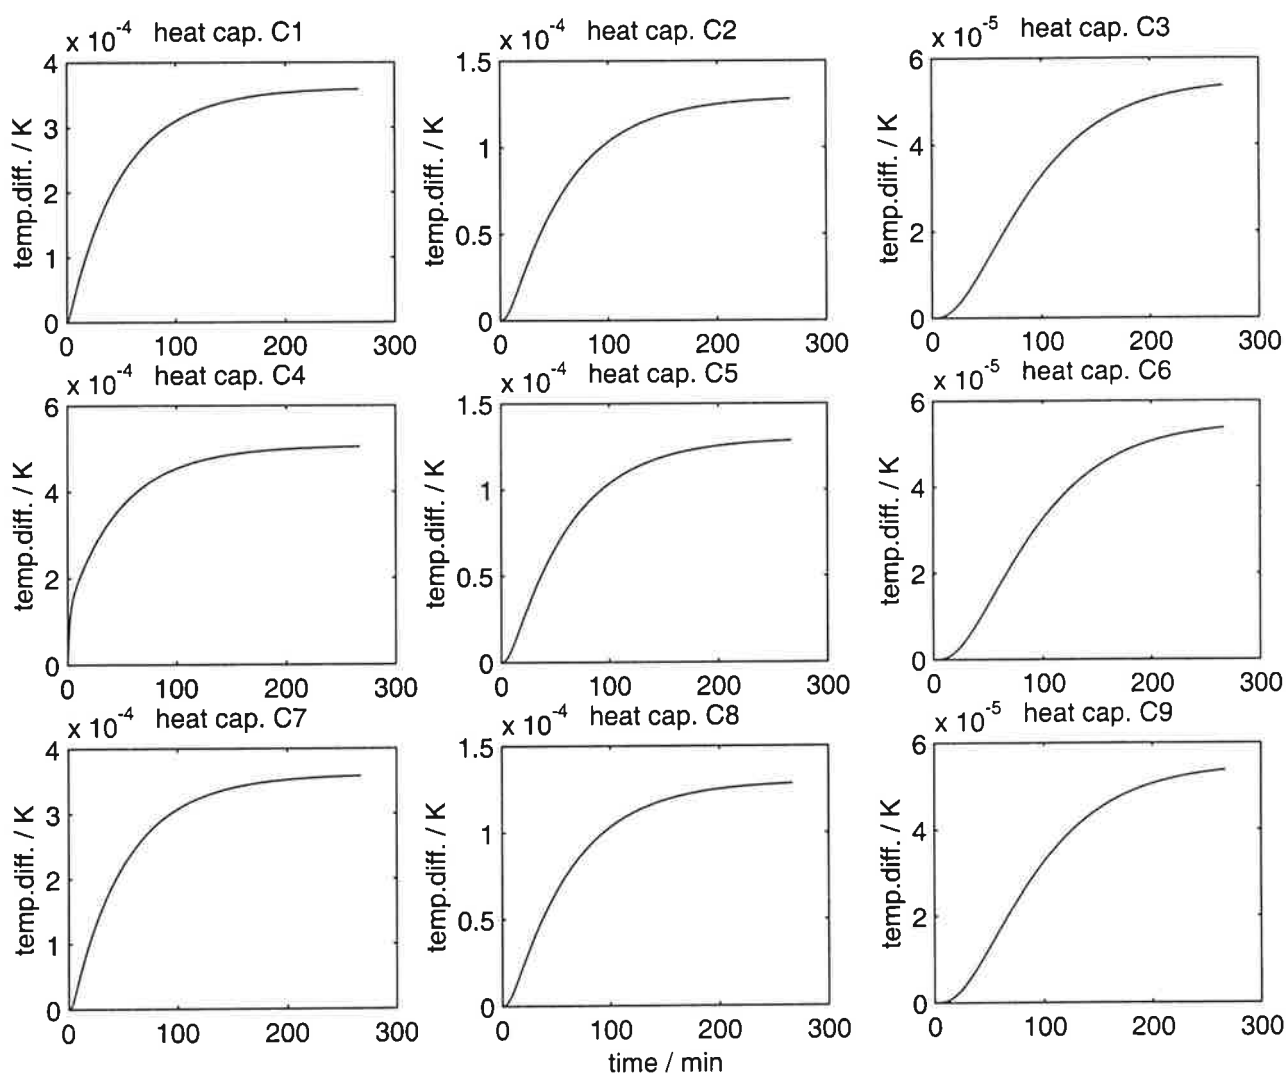 x 10^-4 heat cap. C1
x 10^-4 heat cap. C2
x 10^-5 heat cap. C3
4
3
2
1
0
temp.diff. / K
0 100 200 300
1.5
1
0.5
0
temp.diff. / K
0 100 200 300
6
4
2
0
temp.diff. / K
0 100 200 300
x 10^-4 heat cap. C4
x 10^-4 heat cap. C5
x 10^-5 heat cap. C6
6
4
2
0
temp.diff. / K
0 100 200 300
1.5
1
0.5
0
temp.diff. / K
0 100 200 300
6
4
2
0
temp.diff. / K
0 100 200 300
x 10^-4 heat cap. C7
x 10^-4 heat cap. C8
x 10^-5 heat cap. C9
4
3
2
1
0
temp.diff. / K
0 100 200 300
1.5
1
0.5
0
temp.diff. / K
0 100 200 300
6
4
2
0
temp.diff. / K
0 100 200 300
time / min